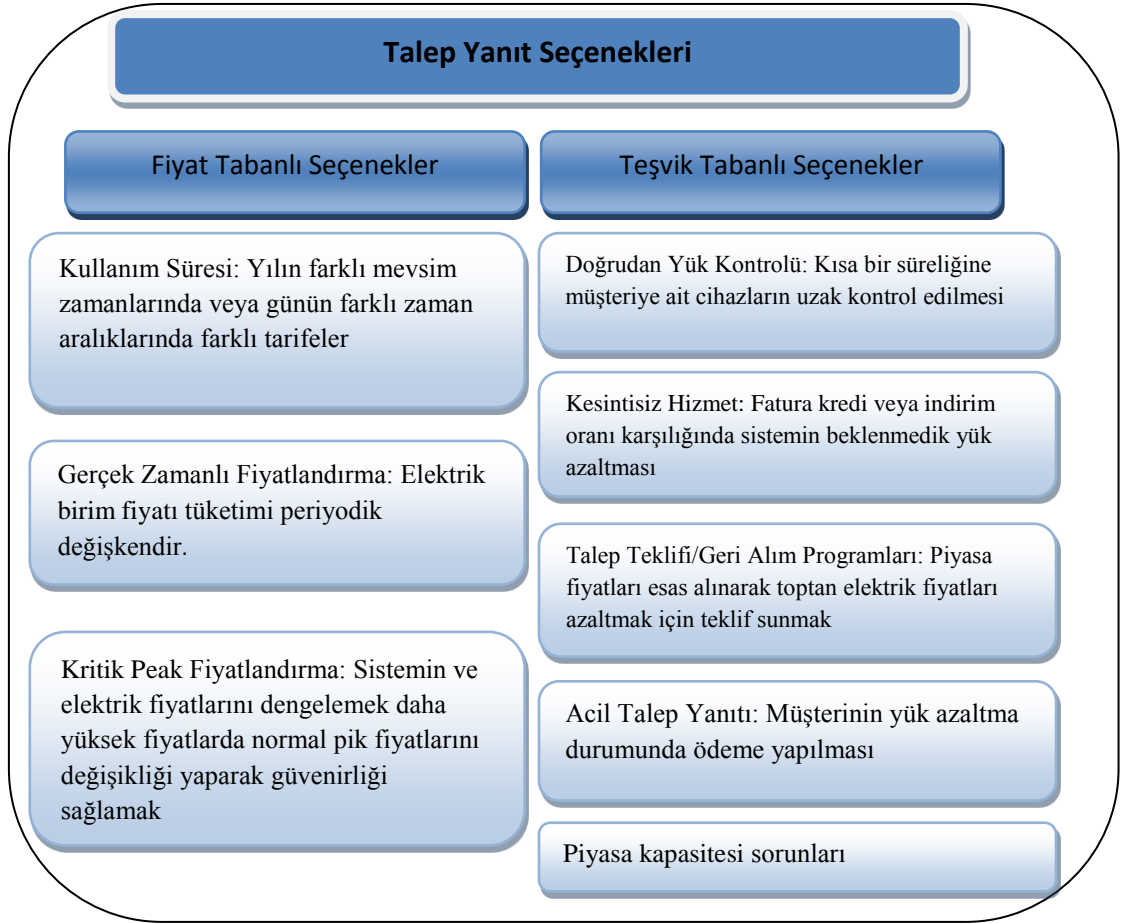 Talep Yanıt Seçenekleri
Fiyat Tabanlı Seçenekler
Kullanım Süresi: Yılın farklı mevsim
zamanlarında veya günün farklı zaman
aralıklarında farklı tarifeler
Gerçek Zamanlı Fiyatlandırma: Elektrik
birim fiyatı tüketimi periyodik
değişkendir.
Kritik Peak Fiyatlandırma: Sistemin ve
elektrik fiyatlarını dengelemek daha
yüksek fiyatlarda normal pik fiyatlarını
değişikliği yaparak güvenirliği
sağlamak
Teşvik Tabanlı Seçenekler
Doğrudan Yük Kontrolü: Kısa bir süreliğine
müşteriye ait cihazların uzak kontrol edilmesi
Kesintisiz Hizmet: Fatura kredi veya indirim
oranı karşılığında sistemin beklenmedik yük
azaltması
Talep Teklifi/Geri Alım Programları: Piyasa
fiyatları esas alınarak toptan elektrik fiyatları
azaltmak için teklif sunmak
Acil Talep Yanıtı: Müşterinin yük azaltma
durumunda ödeme yapılması
Piyasa kapasitesi sorunları